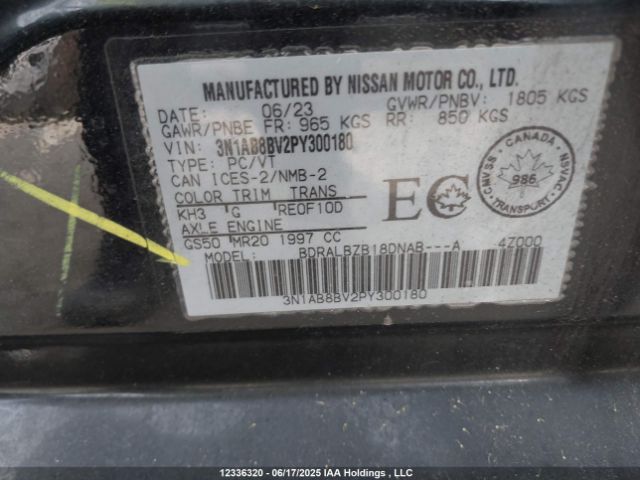 MANUFACTURED BY NISSAN MOTOR CO., LTD.
DATE: 06/23 GVWR/PNBV: 1805 KGS
GAWR/PNBE FR: 965 KGS RR: 850 KGS
VIN: 3N1AB8BV2PY300180
TYPE: PC/VT
CAN ICES-2/NMB-2
COLOR TRIM TRANS
KH3 G RE0F10D
AXLE ENGINE
GS50 MR20 1997 CC
MODEL: BDRALBZB18DNAB---A 4Z000
3N1AB8BV2PY300180
EC
CANADA
CMVSS
NSVAC
986
TRANSPORT
12336320 - 06/17/2025 IAA Holdings , LLC